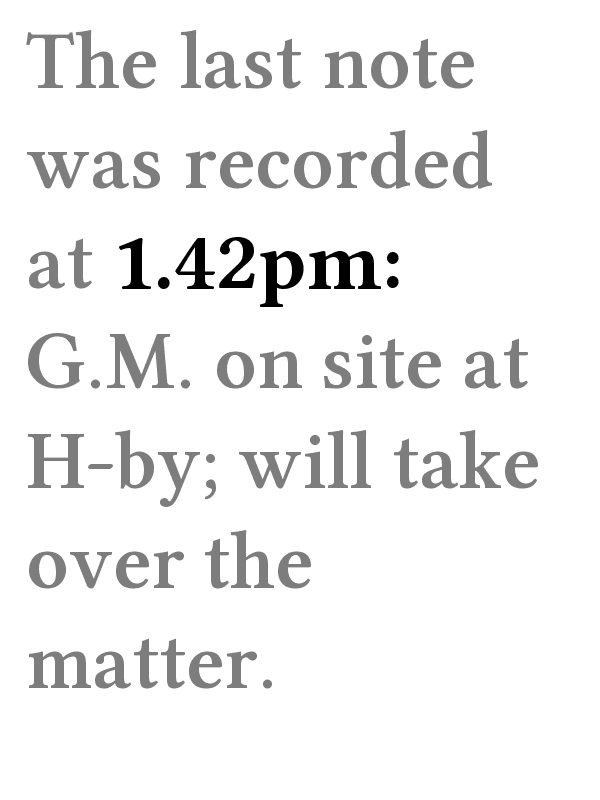 The last note
was recorded
at 1.42pm:
G.M. on site at
H-by; will take
over the
matter.